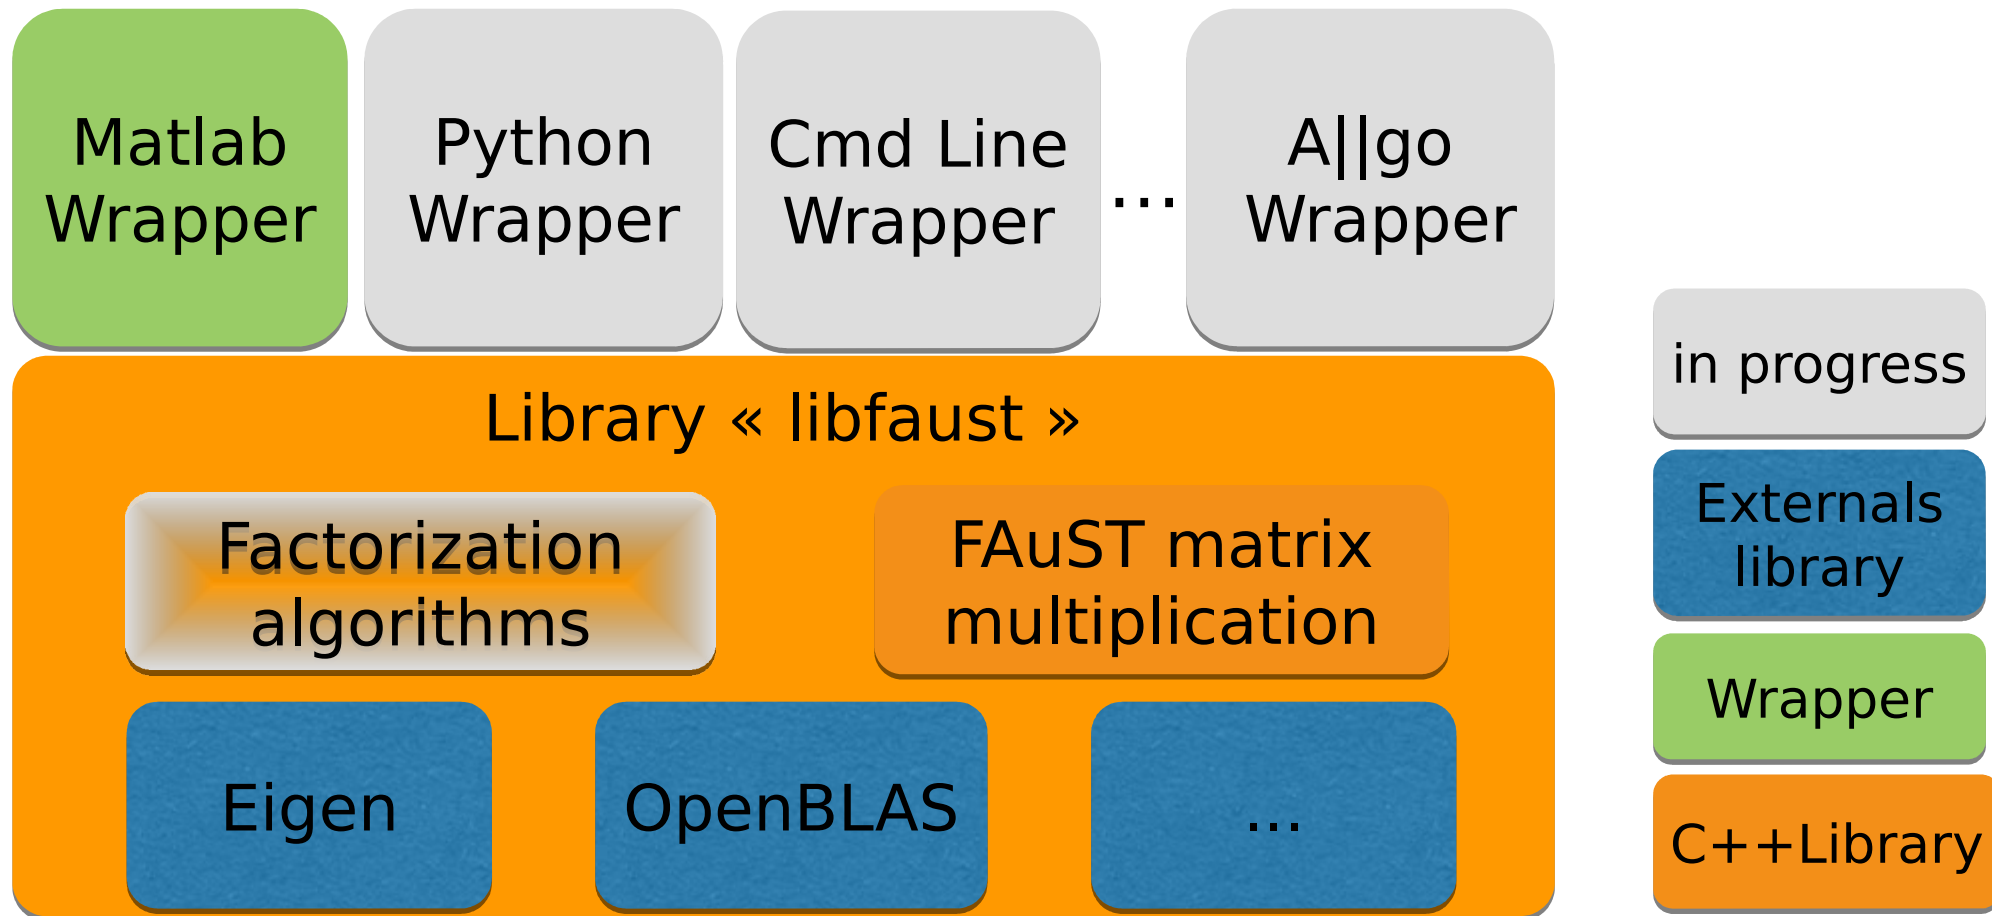 Matlab
Wrapper
Python
Wrapper
Cmd Line
Wrapper
...
A||go
Wrapper
Library « libfaust »
Factorization
algorithms
FAuST matrix
multiplication
Eigen
OpenBLAS
...
in progress
Externals
library
Wrapper
C++Library